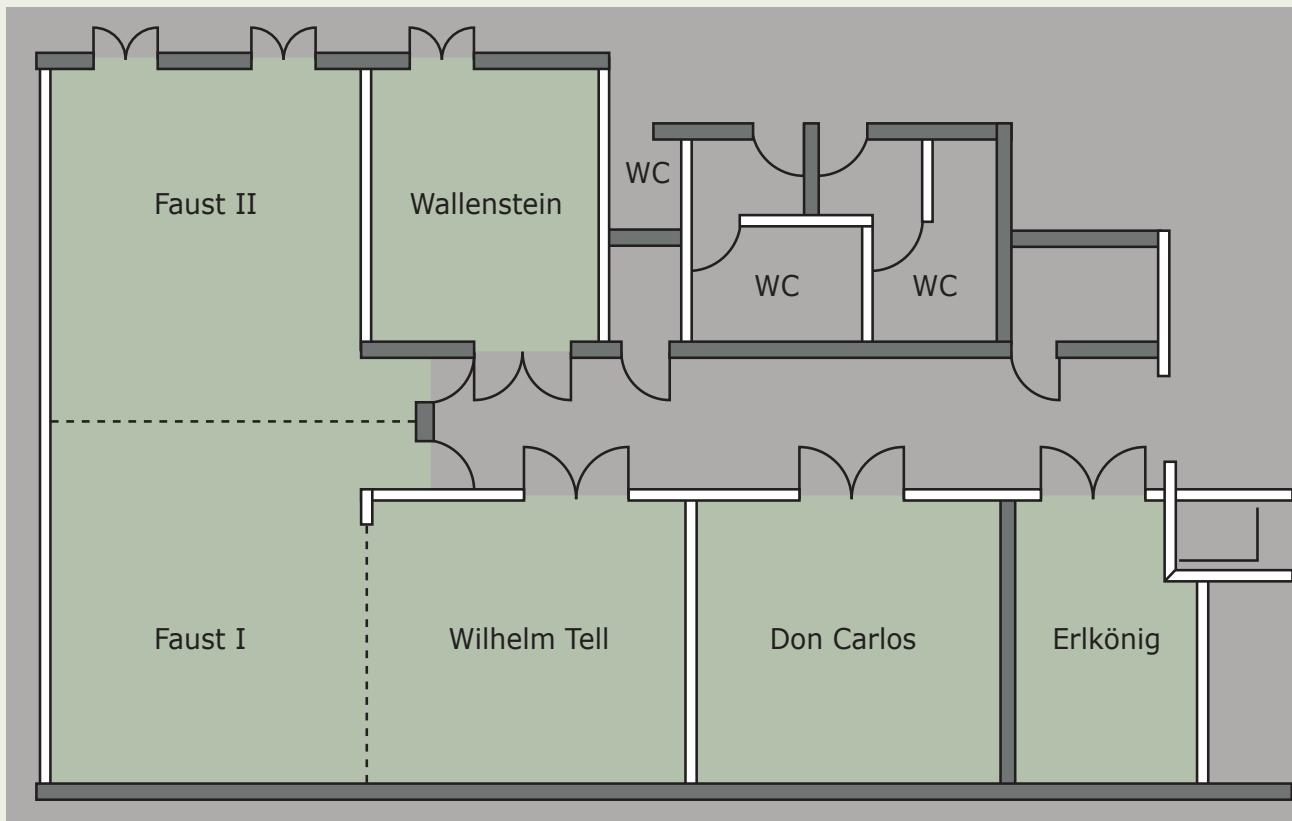 WC
Faust II
Wallenstein
WC
WC
Faust I
Wilhelm Tell
Don Carlos
Erlkönig